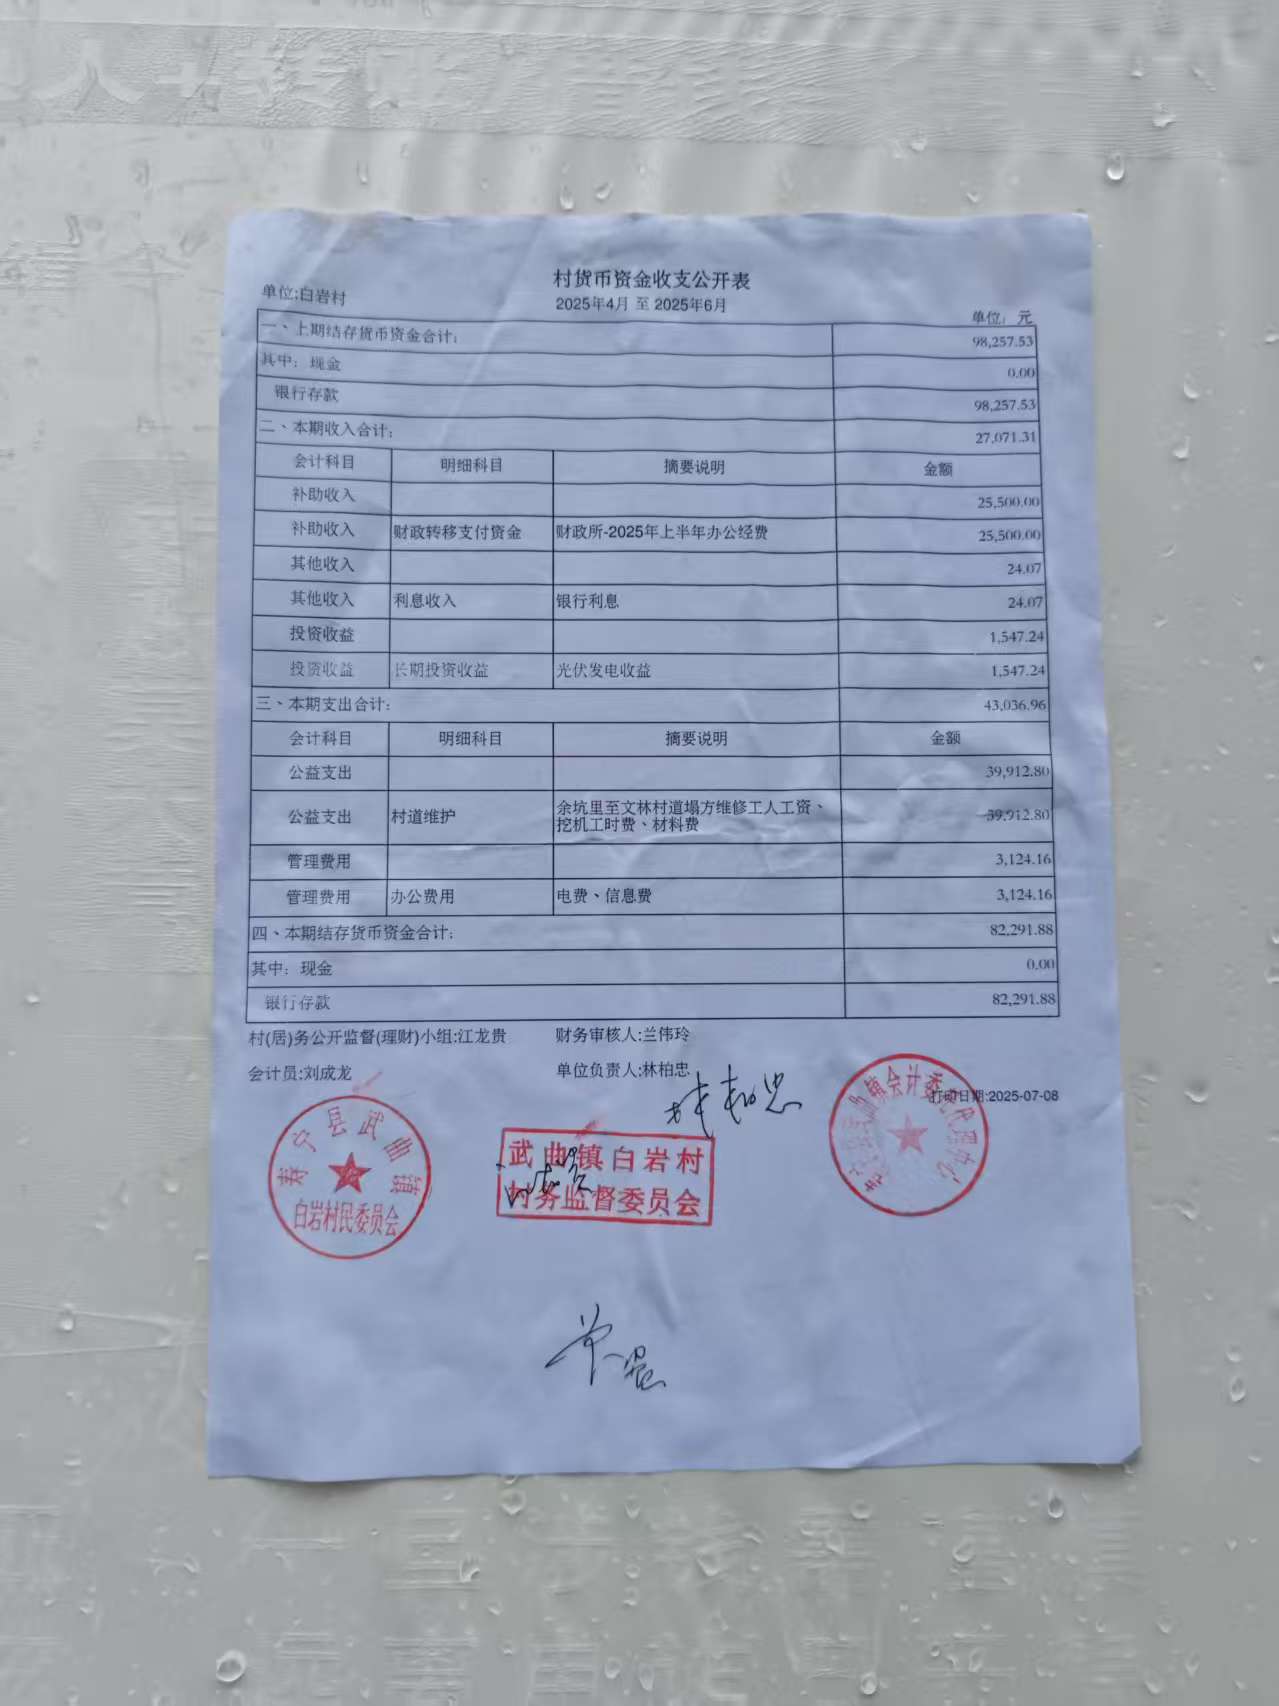 村货币资金收支公开表
单位:白岩村
2025年4月 至 2025年6月
单位：元
一、上期结存货币资金合计： 98,257.53
其中：现金 0.00
银行存款 98,257.53
二、本期收入合计： 27,071.31
会计科目 明细科目 摘要说明 金额
补助收入 25,500.00
补助收入 财政转移支付资金 财政所-2025年上半年办公经费 25,500.00
其他收入 24.07
其他收入 利息收入 银行利息 24.07
投资收益 1,547.24
投资收益 长期投资收益 光伏发电收益 1,547.24
三、本期支出合计： 43,036.96
会计科目 明细科目 摘要说明 金额
公益支出 39,912.80
公益支出 村道维护 余坑里至文林村道塌方维修工人工资、 39,912.80
挖机工时费、材料费
管理费用 3,124.16
管理费用 办公费用 电费、信息费 3,124.16
四、本期结存货币资金合计： 82,291.88
其中：现金 0.00
银行存款 82,291.88
村(居)务公开监督(理财)小组:江龙贵 财务审核人:兰伟玲
会计员:刘成龙 单位负责人:林柏忠
林柏忠
打印日期:2025-07-08
寿宁县武曲镇
白岩村民委员会
武曲镇白岩村
村务监督委员会
镇会计委托代理中心